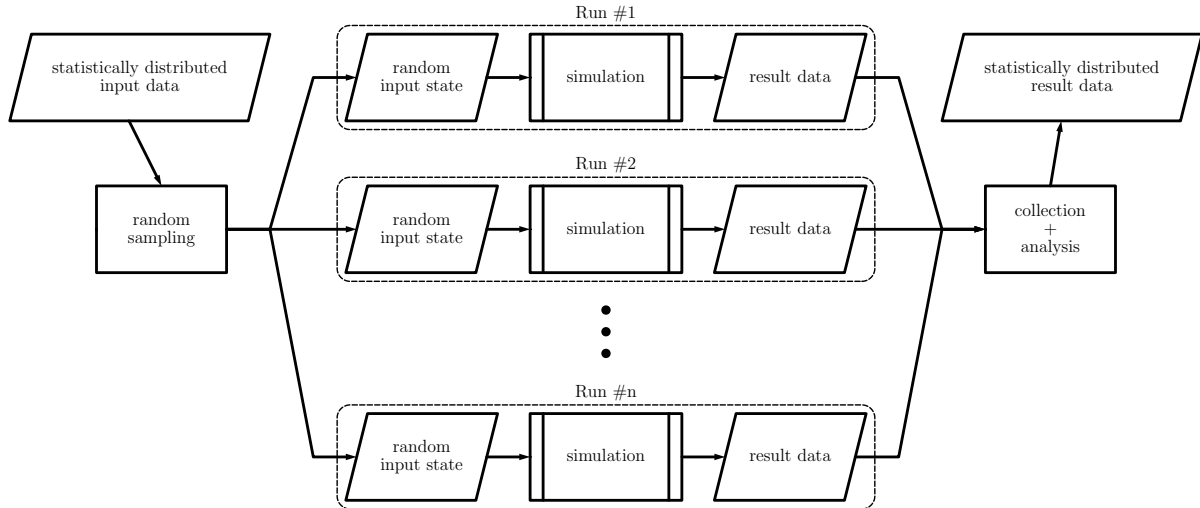 statistically distributed
input data
random
sampling
Run #1
random
input state
simulation
result data
Run #2
random
input state
simulation
result data
Run #n
random
input state
simulation
result data
collection
+
analysis
statistically distributed
result data